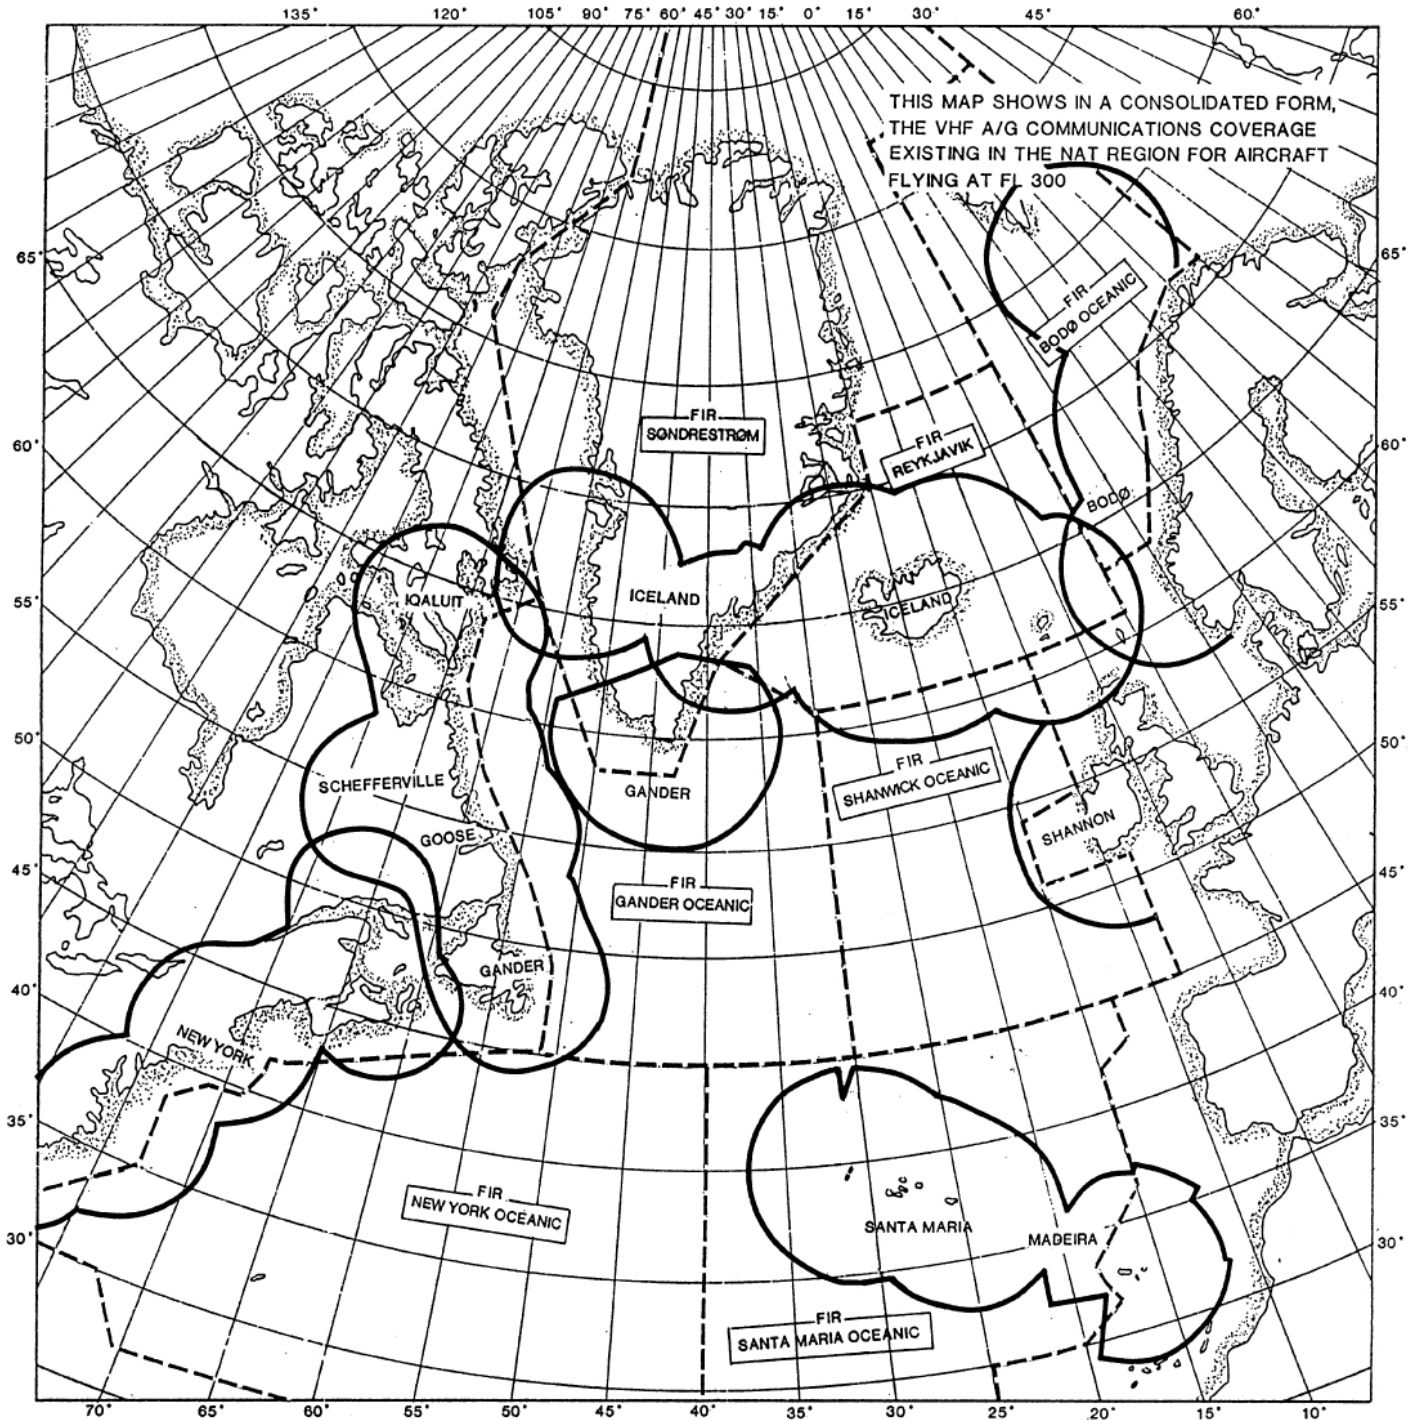 135° 120° 105° 90° 75° 60° 45° 30° 15° 0° 15° 30° 45° 60°
THIS MAP SHOWS IN A CONSOLIDATED FORM,
THE VHF A/G COMMUNICATIONS COVERAGE
EXISTING IN THE NAT REGION FOR AIRCRAFT
FLYING AT FL 300
65°
65°
FIR
BODØ OCEANIC
FIR
SØNDRESTRØM
FIR
REYKJAVIK
60°
60°
BODØ
IQALUIT
ICELAND
ICELAND
55°
55°
50°
50°
SCHEFFERVILLE
GANDER
FIR
SHANWICK OCEANIC
GOOSE
SHANNON
45°
45°
FIR
GANDER OCEANIC
GANDER
40°
40°
NEW YORK
35°
35°
FIR
NEW YORK OCEANIC
SANTA MARIA
MADEIRA
30°
30°
FIR
SANTA MARIA OCEANIC
70° 65° 60° 55° 50° 45° 40° 35° 30° 25° 20° 15° 10°